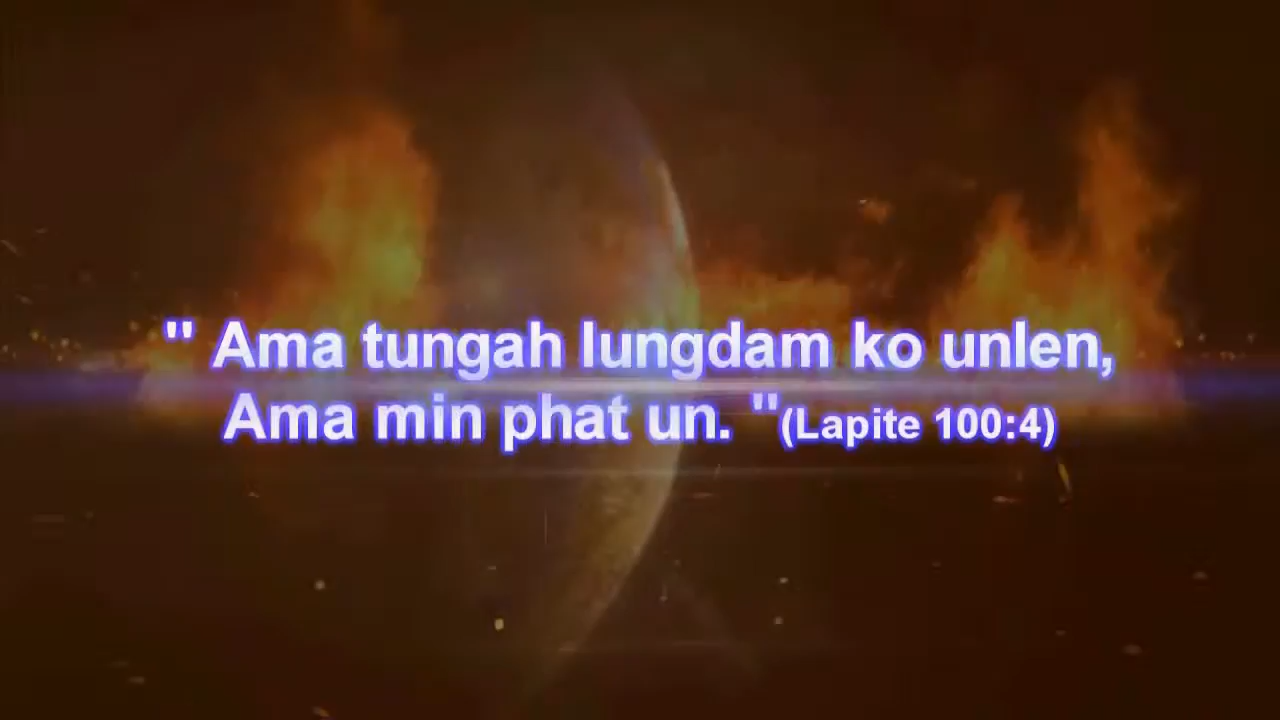 " Ama tungah lungdam ko unlen,
Ama min phat un. "(Lapite 100:4)